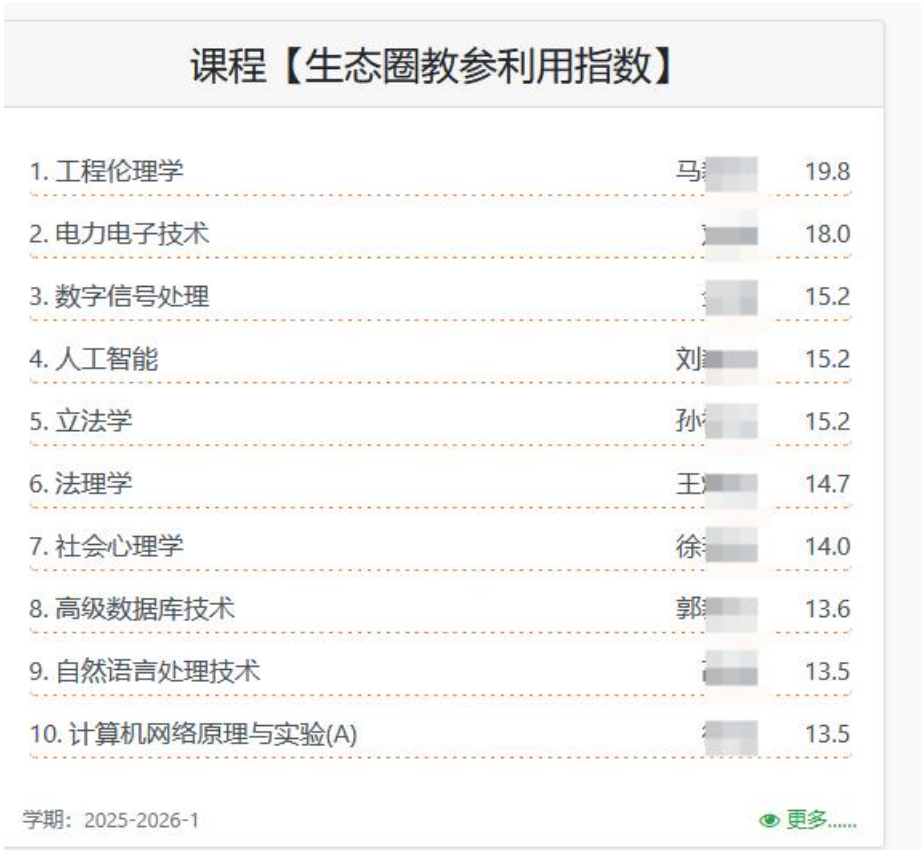 课程【生态圈教参利用指数】
1. 工程伦理学 马 19.8
2. 电力电子技术 18.0
3. 数字信号处理 15.2
4. 人工智能 刘 15.2
5. 立法学 孙 15.2
6. 法理学 王 14.7
7. 社会心理学 徐 14.0
8. 高级数据库技术 郭 13.6
9. 自然语言处理技术 13.5
10. 计算机网络原理与实验(A) 13.5
学期：2025-2026-1 更多......